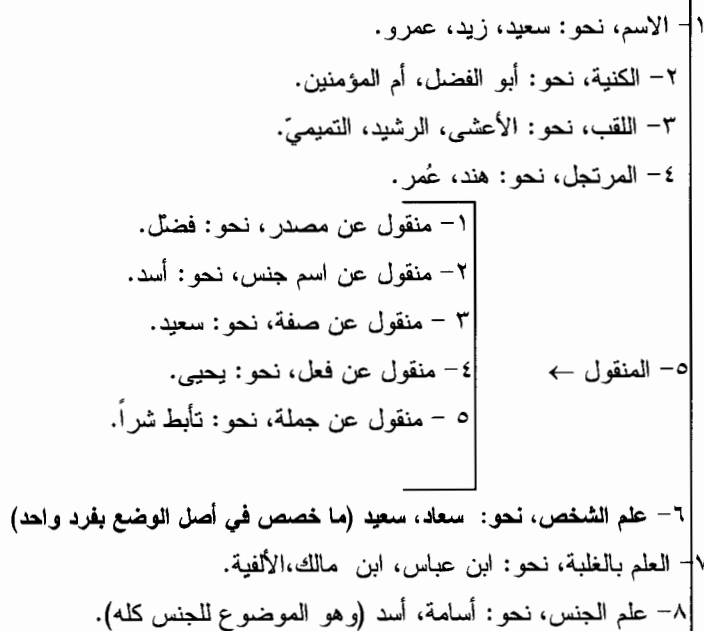 ١- الاسم، نحو: سعيد، زيد، عمرو.
٢- الكنية، نحو: أبو الفضل، أم المؤمنين.
٣- اللقب، نحو: الأعشى، الرشيد، التميميّ.
٤- المرتجل، نحو: هند، عُمر.
٥- المنقول ←
١- منقول عن مصدر، نحو: فضل.
٢- منقول عن اسم جنس، نحو: أسد.
٣ - منقول عن صفة، نحو: سعيد.
٤- منقول عن فعل، نحو: يحيى.
٥ - منقول عن جملة، نحو: تأبط شراً.
٦- علم الشخص، نحو: سعاد، سعيد (ما خصص في أصل الوضع بفرد واحد)
٧- العلم بالغلبة، نحو: ابن عباس، ابن مالك،الألفية.
٨- علم الجنس، نحو: أسامة، أسد (وهو الموضوع للجنس كله).